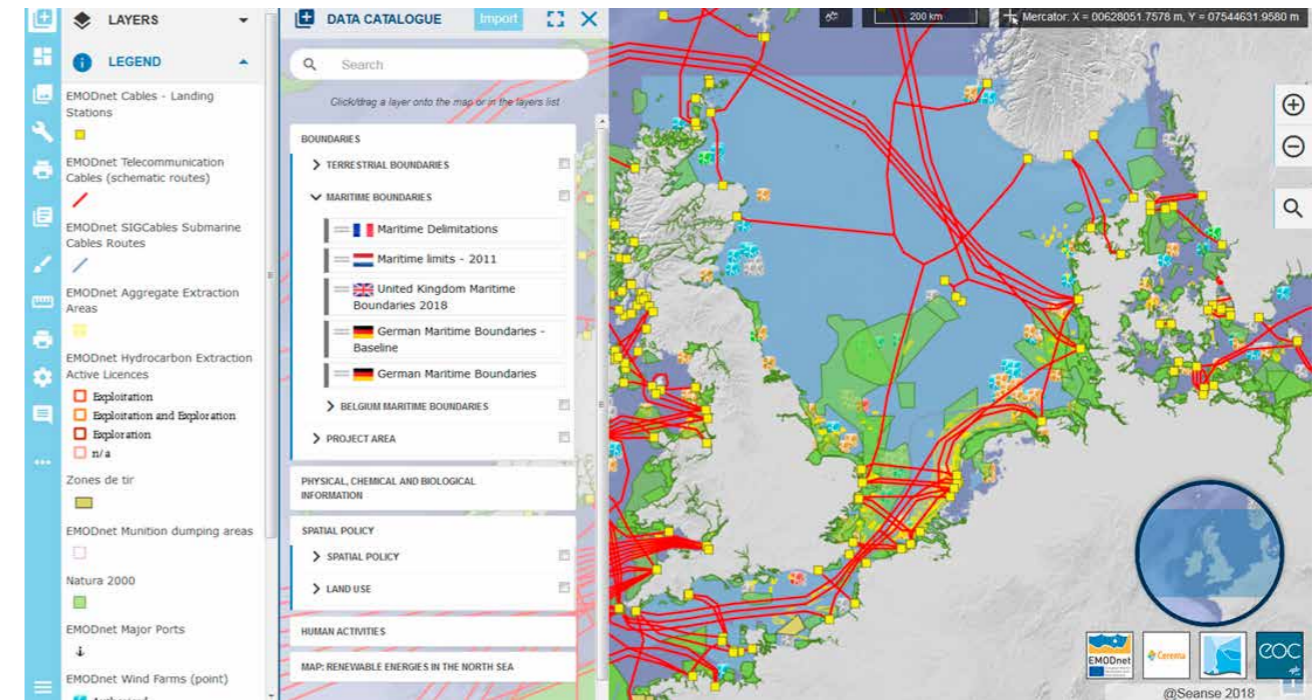 LAYERS
LEGEND
EMODnet Cables - Landing
Stations
EMODnet Telecommunication
Cables (schematic routes)
EMODnet SIGCables Submarine
Cables Routes
EMODnet Aggregate Extraction
Areas
EMODnet Hydrocarbon Extraction
Active Licences
Exploitation
Exploitation and Exploration
Exploration
n/a
Zones de tir
EMODnet Munition dumping areas
Natura 2000
EMODnet Major Ports
EMODnet Wind Farms (point)
DATA CATALOGUE
Import
Search
Click/drag a layer onto the map or in the layers list
BOUNDARIES
TERRESTRIAL BOUNDARIES
MARITIME BOUNDARIES
Maritime Delimitations
Maritime limits - 2011
United Kingdom Maritime
Boundaries 2018
German Maritime Boundaries -
Baseline
German Maritime Boundaries
BELGIUM MARITIME BOUNDARIES
PROJECT AREA
PHYSICAL, CHEMICAL AND BIOLOGICAL
INFORMATION
SPATIAL POLICY
SPATIAL POLICY
LAND USE
HUMAN ACTIVITIES
MAP: RENEWABLE ENERGIES IN THE NORTH SEA
200 km
Mercator: X = 00628051.7578 m, Y = 07544631.9580 m
EMODnet
Cerema
eoc
@Seanse 2018